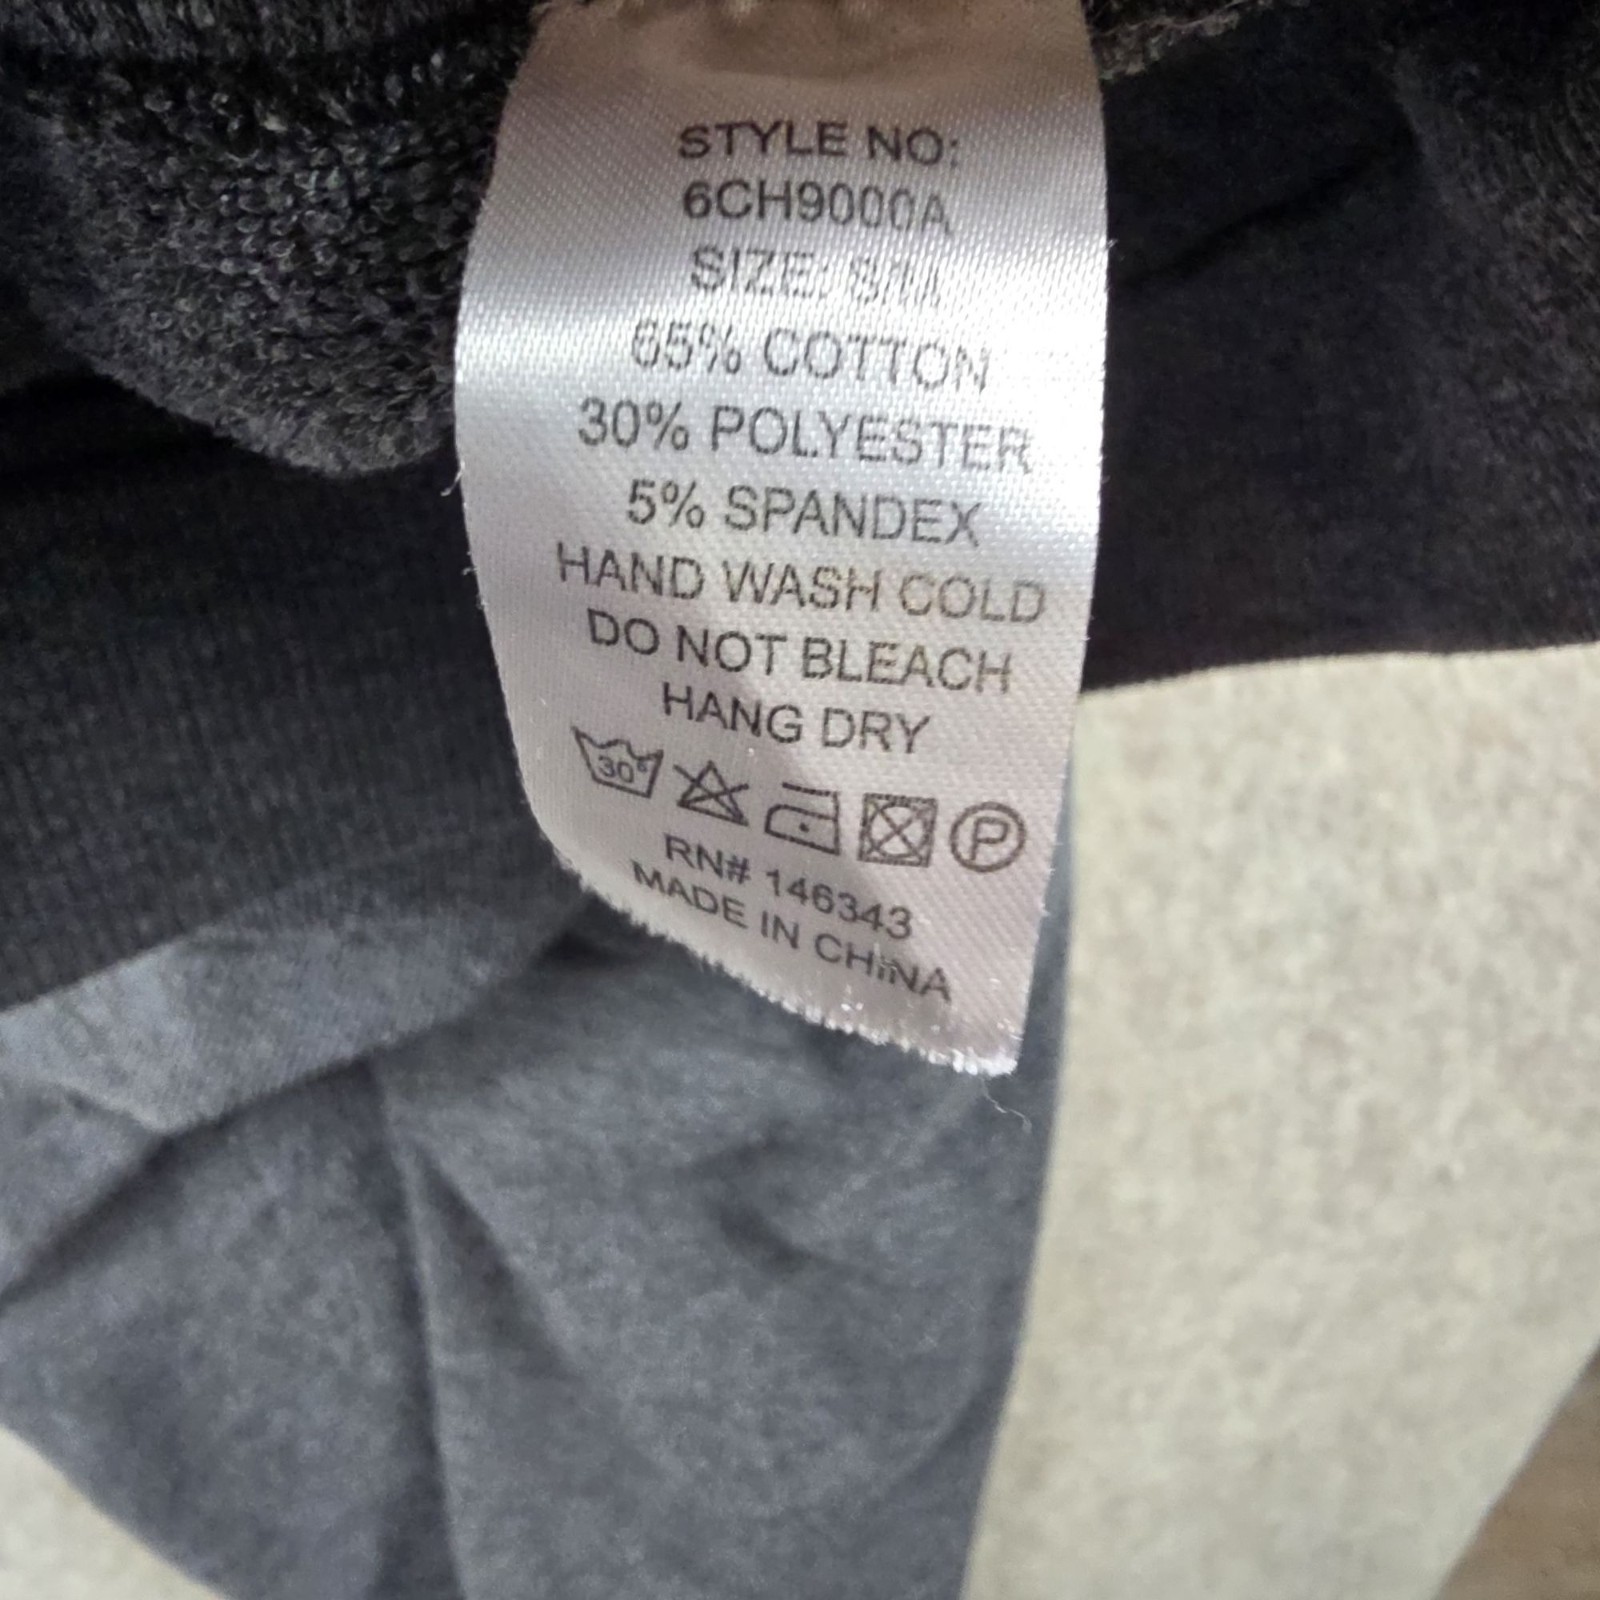 STYLE NO:
6CH9000A
SIZE: S/M
65% COTTON
30% POLYESTER
5% SPANDEX
HAND WASH COLD
DO NOT BLEACH
HANG DRY
30° P
RN# 146343
MADE IN CHINA